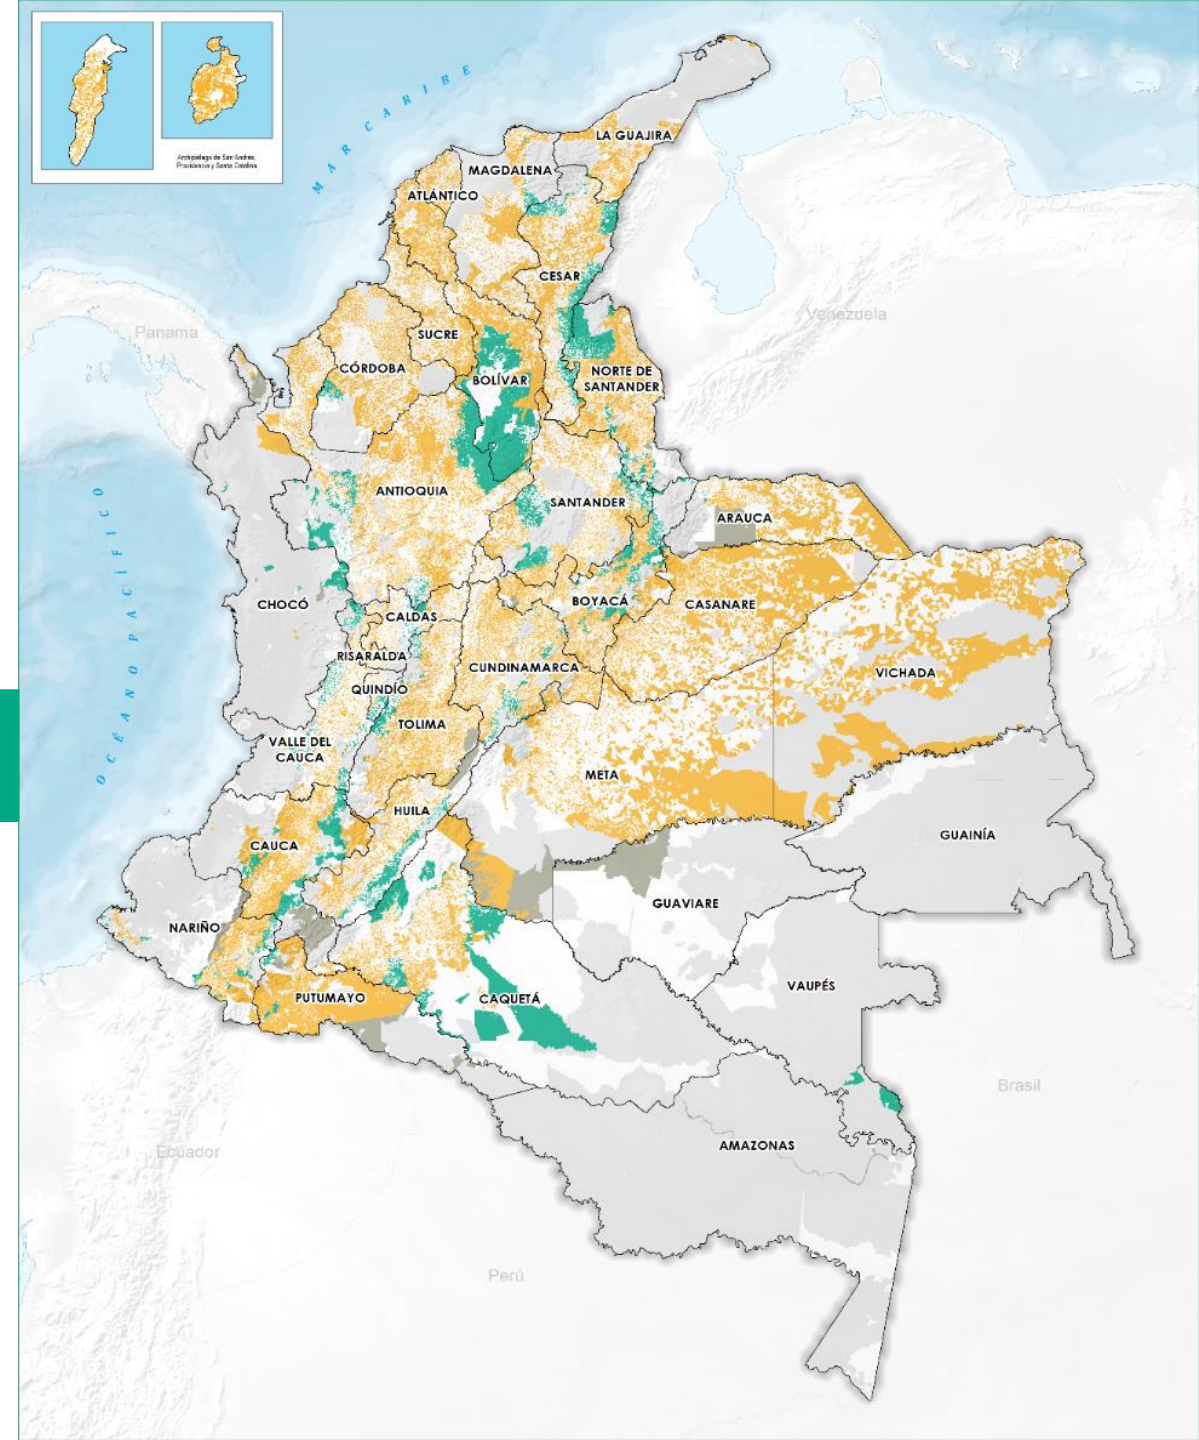 Archipiélago de San Andrés,
Providencia y Santa Catalina
MAR CARIBE
LA GUAJIRA
MAGDALENA
ATLÁNTICO
CESAR
Panama
Venezuela
SUCRE
CÓRDOBA
BOLÍVAR
NORTE DE
SANTANDER
ANTIOQUIA
SANTANDER
ARAUCA
OCÉANO PACÍFICO
CHOCÓ
CALDAS
BOYACÁ
CASANARE
RISARALDA
CUNDINAMARCA
VICHADA
QUINDÍO
TOLIMA
VALLE DEL
CAUCA
META
HUILA
CAUCA
GUAINÍA
NARIÑO
GUAVIARE
PUTUMAYO
CAQUETÁ
VAUPÉS
Brasil
Ecuador
AMAZONAS
Perú